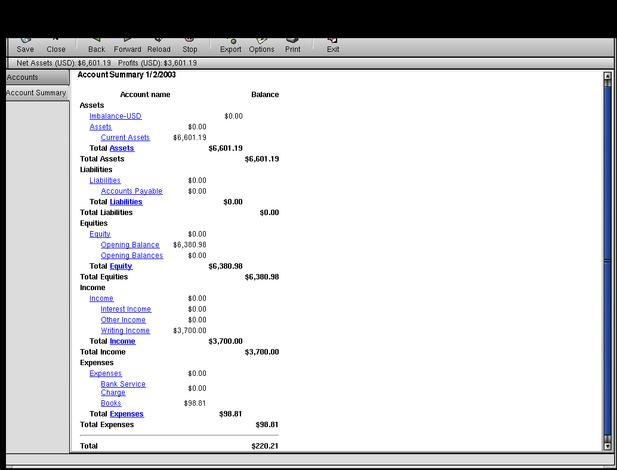 Save Close Back Forward Reload Stop Export Options Print Exit
Net Assets (USD): $6,601.19 Profits (USD): $3,601.19
Accounts
Account Summary
Account Summary 1/2/2003
Account name Balance
Assets
Imbalance-USD $0.00
Assets $0.00
Current Assets $6,601.19
Total Assets $6,601.19
Total Assets $6,601.19
Liabilities
Liabilities $0.00
Accounts Payable $0.00
Total Liabilities $0.00
Total Liabilities $0.00
Equities
Equity $0.00
Opening Balance $6,380.98
Opening Balances $0.00
Total Equity $6,380.98
Total Equities $6,380.98
Income
Income $0.00
Interest Income $0.00
Other Income $0.00
Writing Income $3,700.00
Total Income $3,700.00
Total Income $3,700.00
Expenses
Expenses $0.00
Bank Service
Charge $0.00
Books $98.81
Total Expenses $98.81
Total Expenses $98.81
Total $220.21